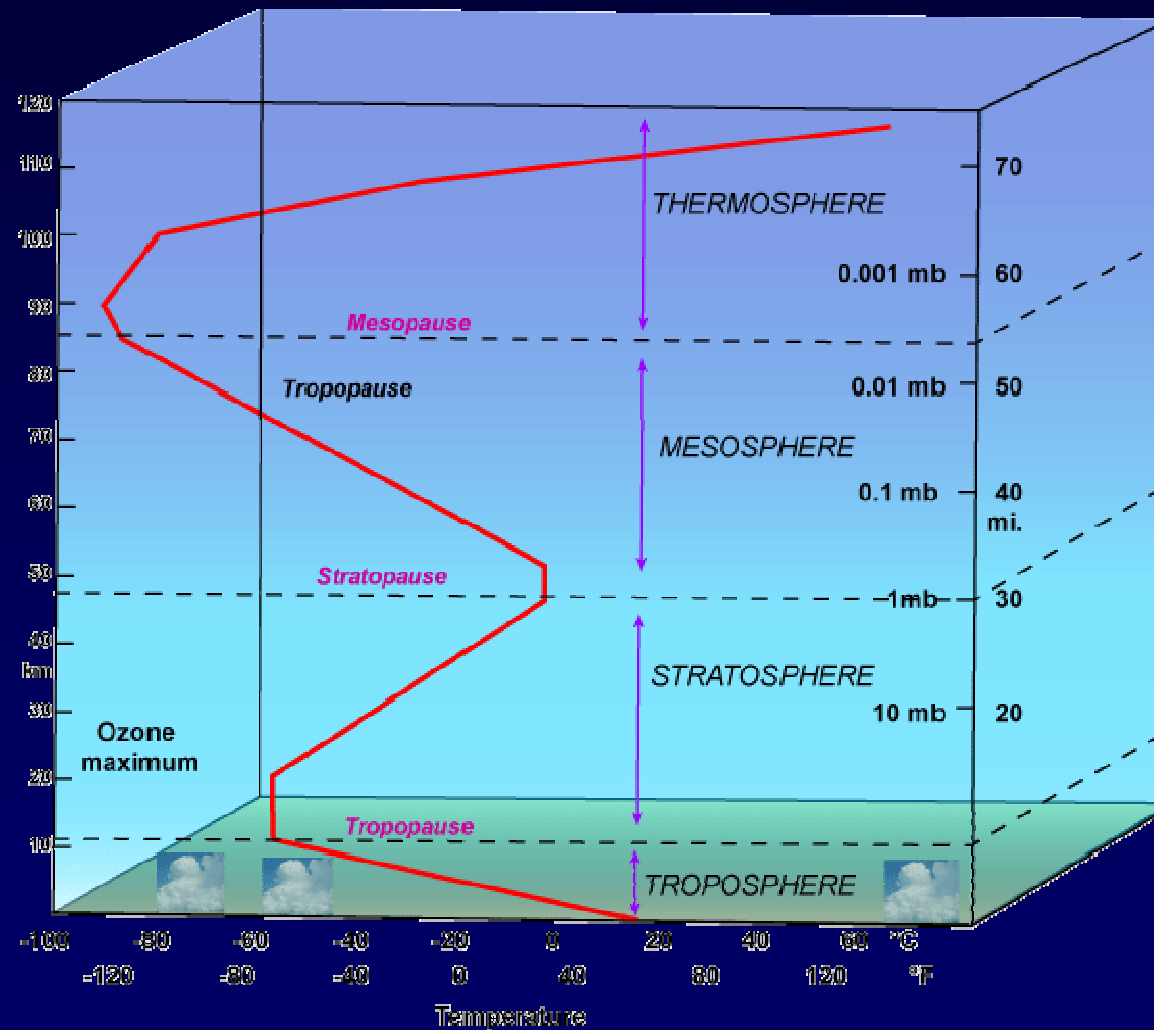 120
110
70
THERMOSPHERE
100
0.001 mb
60
90
Mesopause
80
Tropopause
0.01 mb
50
70
MESOSPHERE
60
0.1 mb
40
mi.
50
Stratopause
1mb
30
40
km
STRATOSPHERE
30
10 mb
20
Ozone
maximum
20
Tropopause
10
TROPOSPHERE
-100 -80 -60 -40 -20 0 20 40 60 °C
-120 -80 -40 0 40 80 120 °F
Temperature